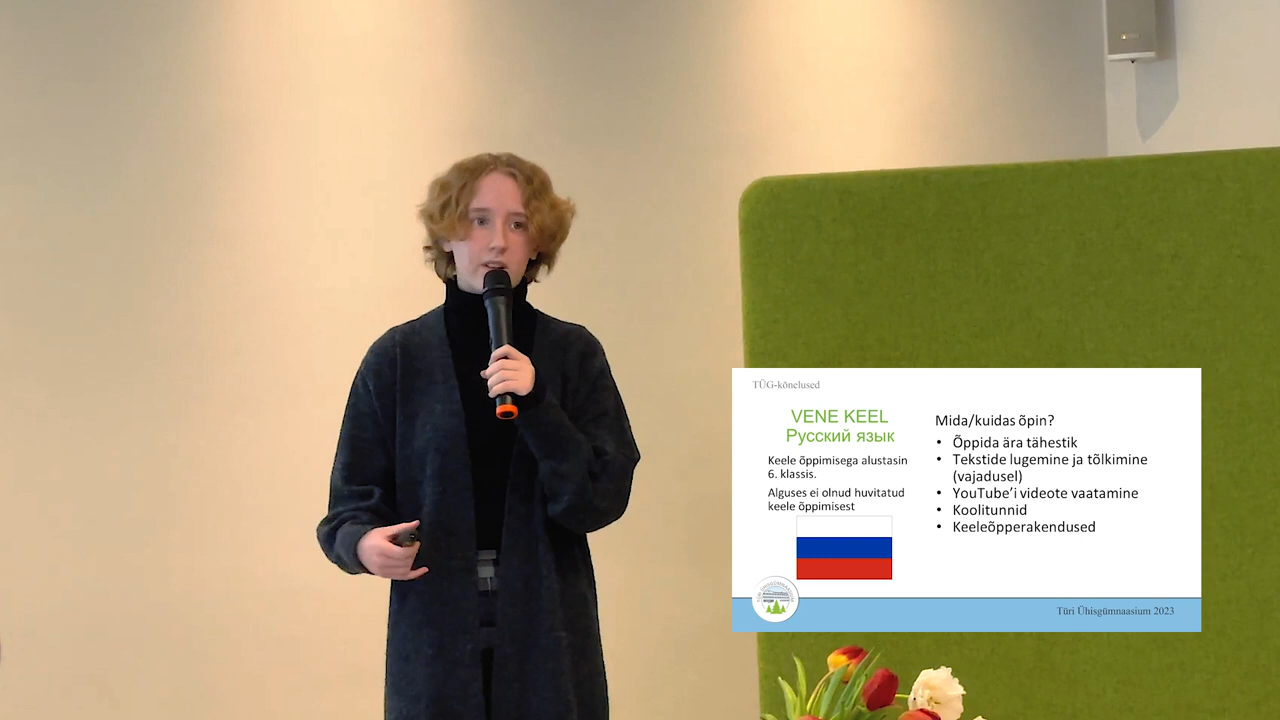 TÜG-kõnelused
VENE KEEL
Русский язык
Keele õppimisega alustasin
6. klassis.
Alguses ei olnud huvitatud
keele õppimisest
Mida/kuidas õpin?
• Õppida ära tähestik
• Tekstide lugemine ja tõlkimine
(vajadusel)
• YouTube'i videote vaatamine
• Koolitunnid
• Keeleõpperakendused
Türi Ühisgümnaasium 2023